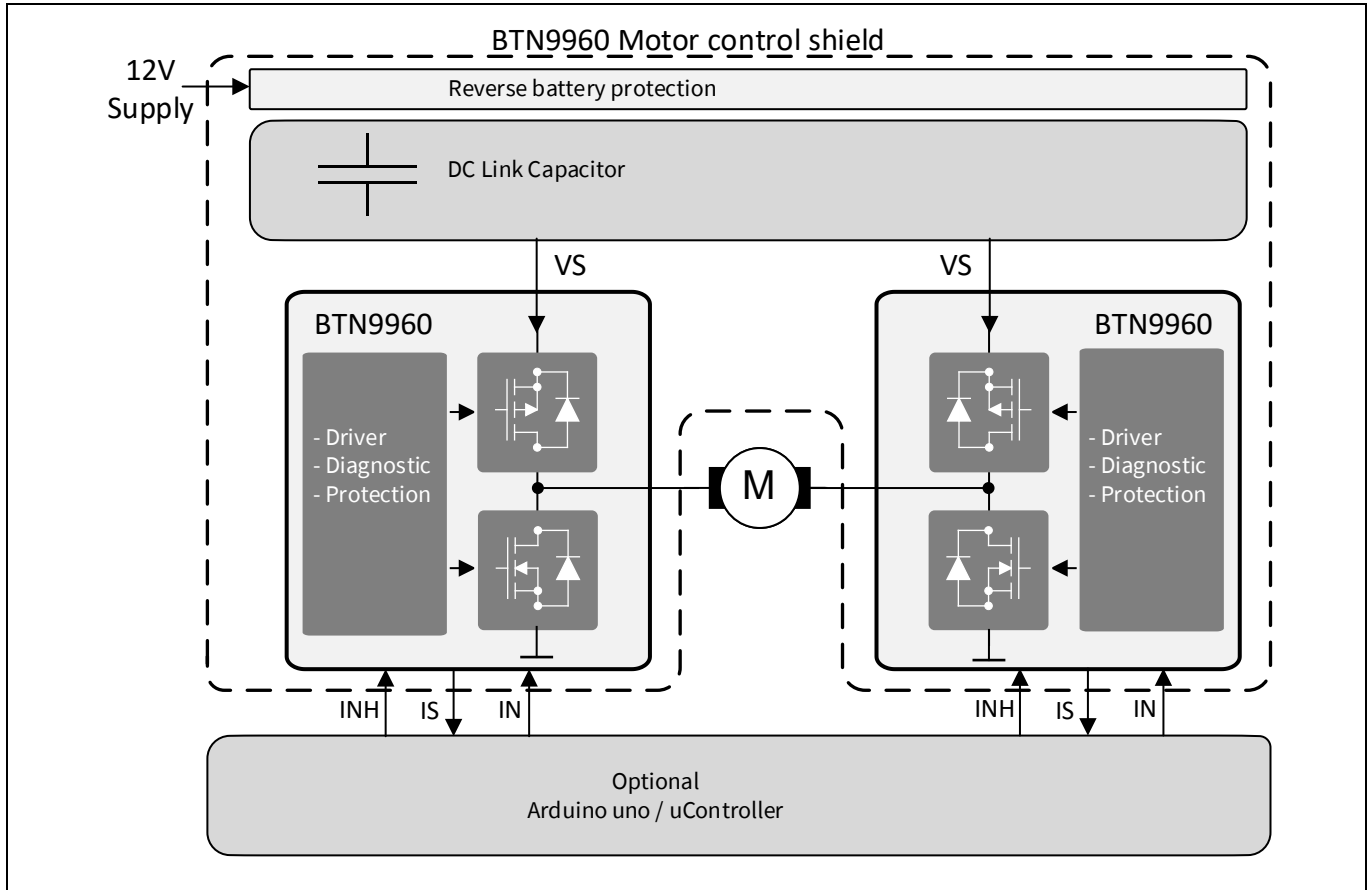 BTN9960 Motor control shield
12V
Supply
Reverse battery protection
DC Link Capacitor
VS
VS
BTN9960
BTN9960
- Driver
- Diagnostic
- Protection
- Driver
- Diagnostic
- Protection
M
INH
IS
IN
INH
IS
IN
Optional
Arduino uno / uController